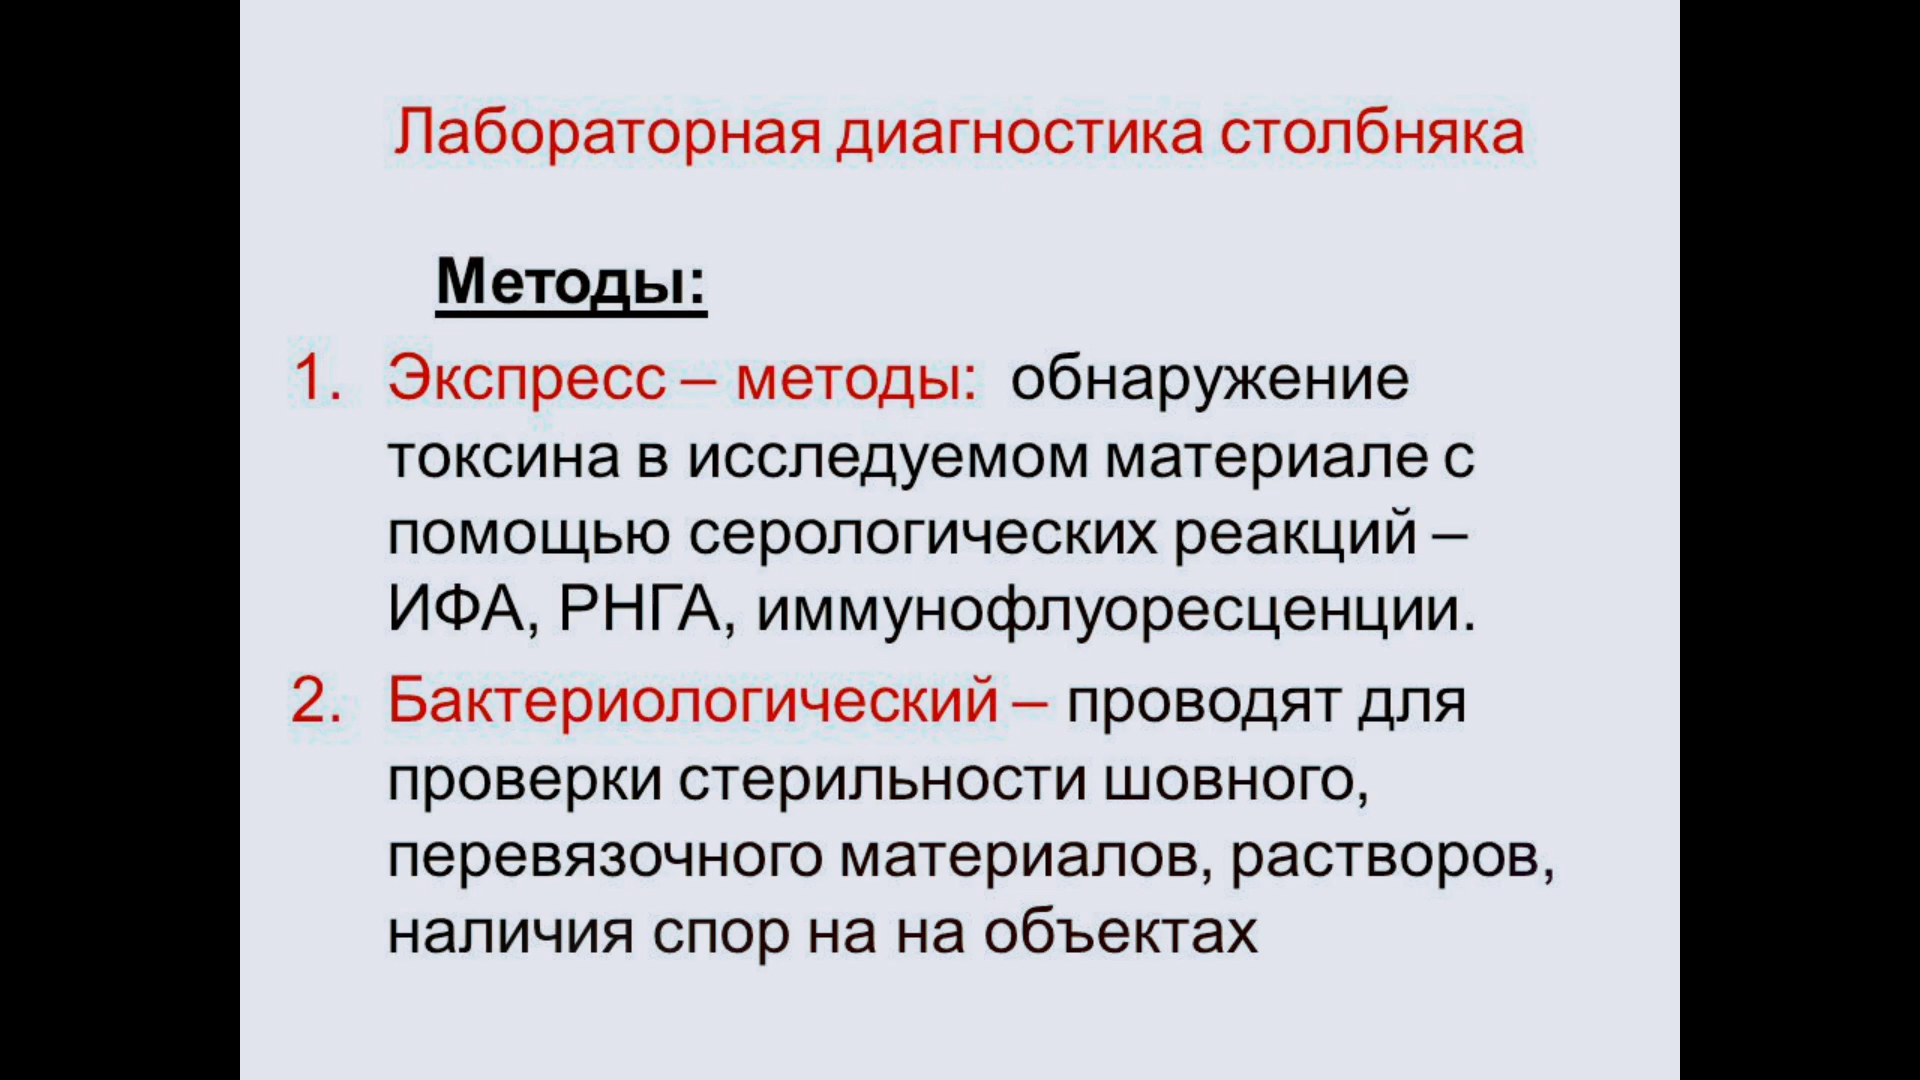 Лабораторная диагностика столбняка
Методы:
1. Экспресс – методы: обнаружение
токсина в исследуемом материале с
помощью серологических реакций –
ИФА, РНГА, иммунофлуоресценции.
2. Бактериологический – проводят для
проверки стерильности шовного,
перевязочного материалов, растворов,
наличия спор на на объектах